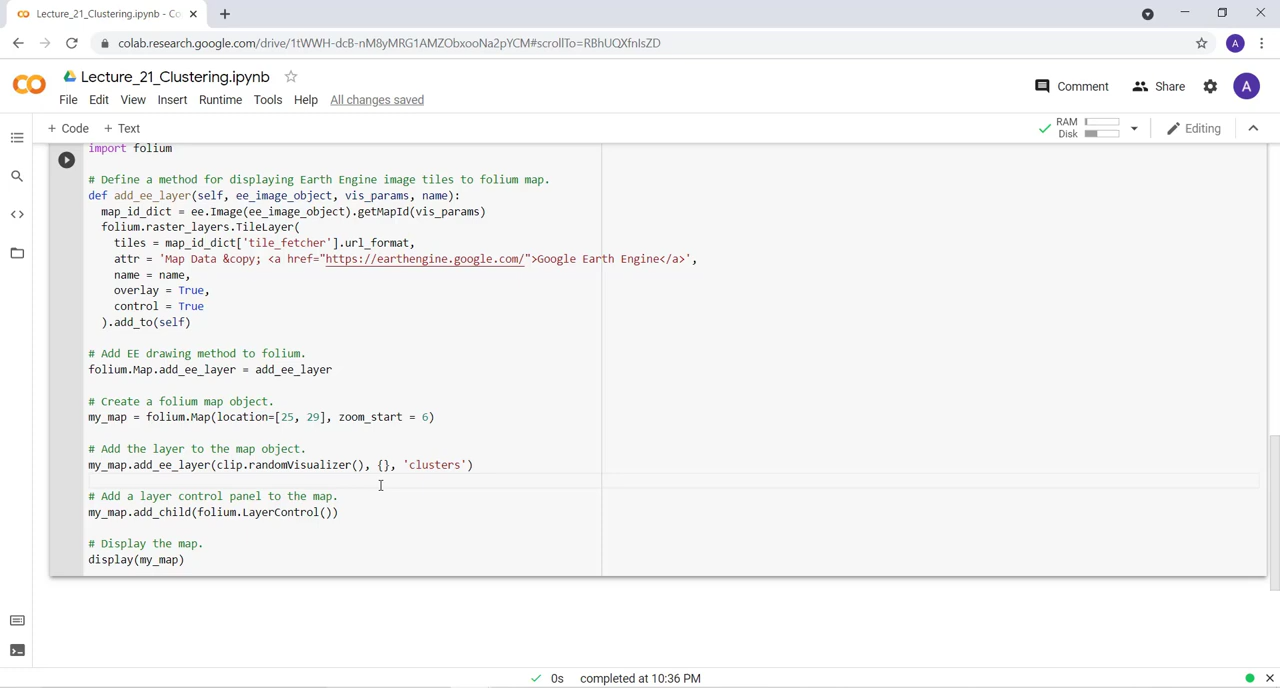 Lecture_21_Clustering.ipynb - Co
colab.research.google.com/drive/1tWWH-dcB-nM8yMRG1AMZObxooNa2pYCM#scrollTo=RBhUQXfnIsZD
A
Lecture_21_Clustering.ipynb
File Edit View Insert Runtime Tools Help All changes saved
Comment Share A
+ Code + Text
RAM
Disk
Editing
import folium
# Define a method for displaying Earth Engine image tiles to folium map.
def add_ee_layer(self, ee_image_object, vis_params, name):
map_id_dict = ee.Image(ee_image_object).getMapId(vis_params)
folium.raster_layers.TileLayer(
tiles = map_id_dict['tile_fetcher'].url_format,
attr = 'Map Data &copy; <a href="https://earthengine.google.com/">Google Earth Engine</a>',
name = name,
overlay = True,
control = True
).add_to(self)
# Add EE drawing method to folium.
folium.Map.add_ee_layer = add_ee_layer
# Create a folium map object.
my_map = folium.Map(location=[25, 29], zoom_start = 6)
# Add the layer to the map object.
my_map.add_ee_layer(clip.randomVisualizer(), {}, 'clusters')
# Add a layer control panel to the map.
my_map.add_child(folium.LayerControl())
# Display the map.
display(my_map)
0s completed at 10:36 PM